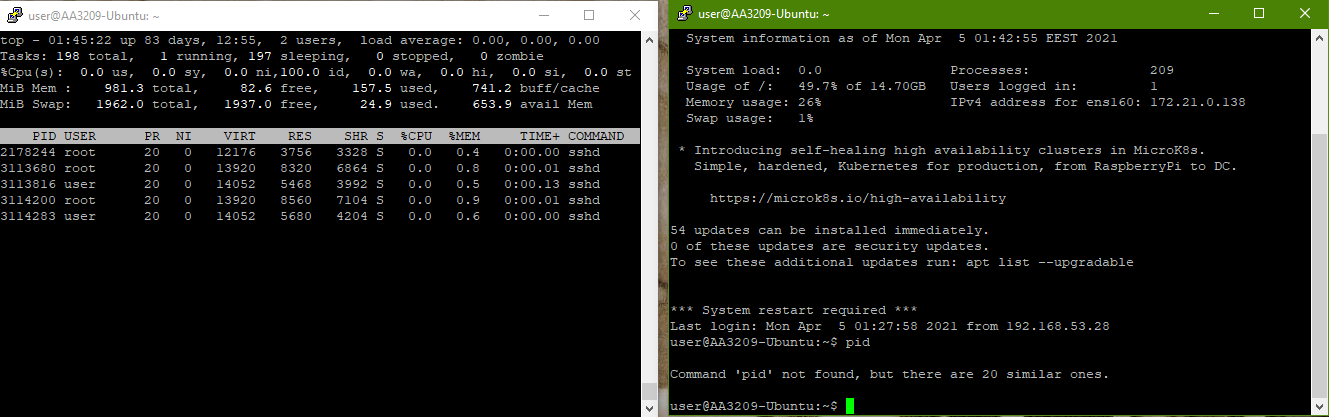 user@AA3209-Ubuntu: ~
top - 01:45:22 up 83 days, 12:55,  2 users,  load average: 0.00, 0.00, 0.00
Tasks: 198 total,   1 running, 197 sleeping,   0 stopped,   0 zombie
%Cpu(s):  0.0 us,  0.0 sy,  0.0 ni,100.0 id,  0.0 wa,  0.0 hi,  0.0 si,  0.0 st
MiB Mem :    981.3 total,     82.6 free,    157.5 used,    741.2 buff/cache
MiB Swap:   1962.0 total,   1937.0 free,     24.9 used.    653.9 avail Mem
PID USER      PR  NI    VIRT    RES    SHR S  %CPU  %MEM     TIME+ COMMAND
2178244 root      20   0   12176   3756   3328 S   0.0   0.4   0:00.00 sshd
3113680 root      20   0   13920   8320   6864 S   0.0   0.8   0:00.01 sshd
3113816 user      20   0   14052   5468   3992 S   0.0   0.5   0:00.13 sshd
3114200 root      20   0   13920   8560   7104 S   0.0   0.9   0:00.01 sshd
3114283 user      20   0   14052   5680   4204 S   0.0   0.6   0:00.00 sshd
user@AA3209-Ubuntu: ~
System information as of Mon Apr  5 01:42:55 EEST 2021
System load:  0.0                Processes:               209
Usage of /:   49.7% of 14.70GB   Users logged in:         1
Memory usage: 26%                IPv4 address for ens160: 172.21.0.138
Swap usage:   1%
* Introducing self-healing high availability clusters in MicroK8s.
Simple, hardened, Kubernetes for production, from RaspberryPi to DC.
https://microk8s.io/high-availability
54 updates can be installed immediately.
0 of these updates are security updates.
To see these additional updates run: apt list --upgradable
*** System restart required ***
Last login: Mon Apr  5 01:27:58 2021 from 192.168.53.28
user@AA3209-Ubuntu:~$ pid
Command 'pid' not found, but there are 20 similar ones.
user@AA3209-Ubuntu:~$